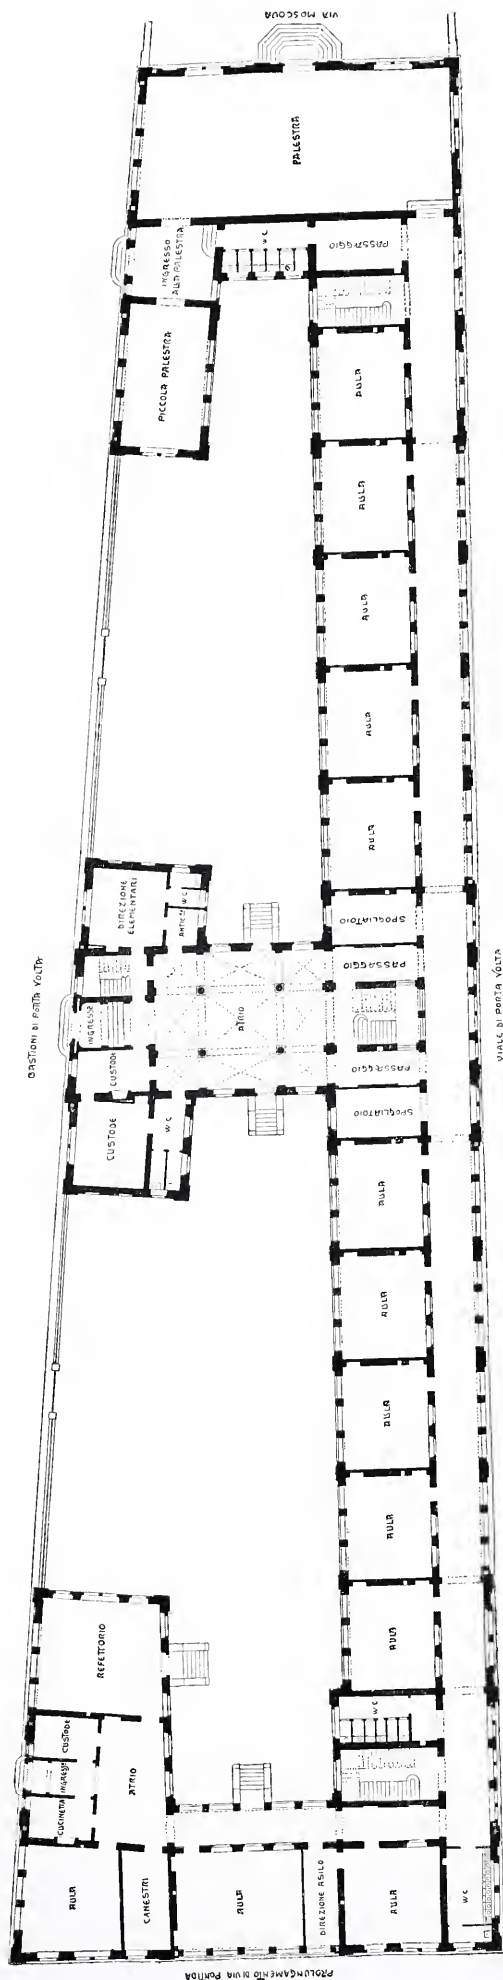 VIA MOSCOVA
PALESTRA
INGRESSO
ALLA PALESTRA
W.C.
PASSAGGIO
PICCOLA PALESTRA
AULA
AULA
AULA
AULA
AULA
DIREZIONE
ELEMENTARI
W.C.
ANTIC.
SPOGLIATOIO
PASSAGGIO
BASTIONI DI PORTA VOLTA
INGRESSO
ATRIO
CUSTODE
PASSAGGIO
CUSTODE
W.C.
SPOGLIATOIO
VIALE DI PORTA VOLTA
AULA
AULA
AULA
AULA
AULA
REFETTORIO
CUSTODE
W.C.
INGRESSO
ATRIO
CUCINETTA
AULA
CANESTRI
AULA
DIREZIONE ASILO
AULA
W.C.
PROLUNGAMENTO DI VIA PONTIDA